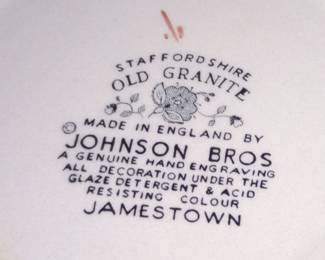 STAFFORDSHIRE
OLD GRANITE
© MADE IN ENGLAND BY
JOHNSON BROS
A GENUINE HAND ENGRAVING
ALL DECORATION UNDER THE
GLAZE DETERGENT & ACID
RESISTING COLOUR
JAMESTOWN